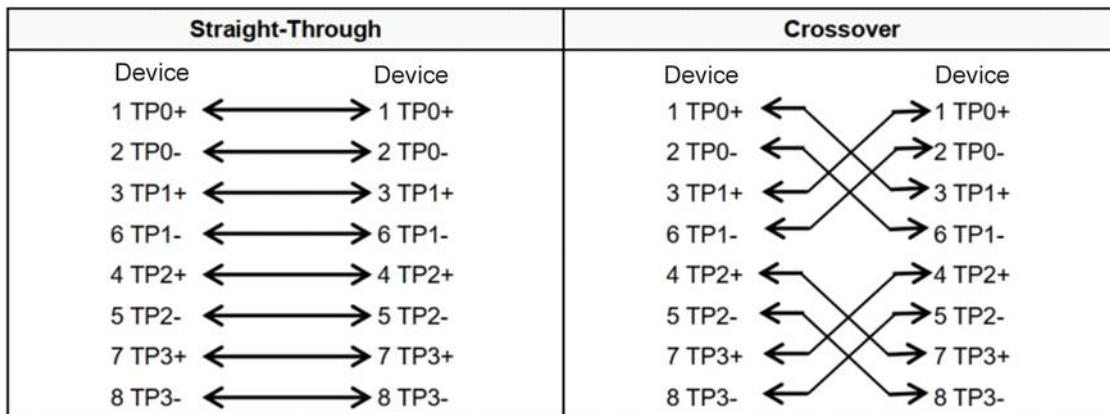 Straight-Through Crossover
Device Device Device Device
1 TP0+ 1 TP0+ 1 TP0+ 1 TP0+
2 TP0- 2 TP0- 2 TP0- 2 TP0-
3 TP1+ 3 TP1+ 3 TP1+ 3 TP1+
6 TP1- 6 TP1- 6 TP1- 6 TP1-
4 TP2+ 4 TP2+ 4 TP2+ 4 TP2+
5 TP2- 5 TP2- 5 TP2- 5 TP2-
7 TP3+ 7 TP3+ 7 TP3+ 7 TP3+
8 TP3- 8 TP3- 8 TP3- 8 TP3-